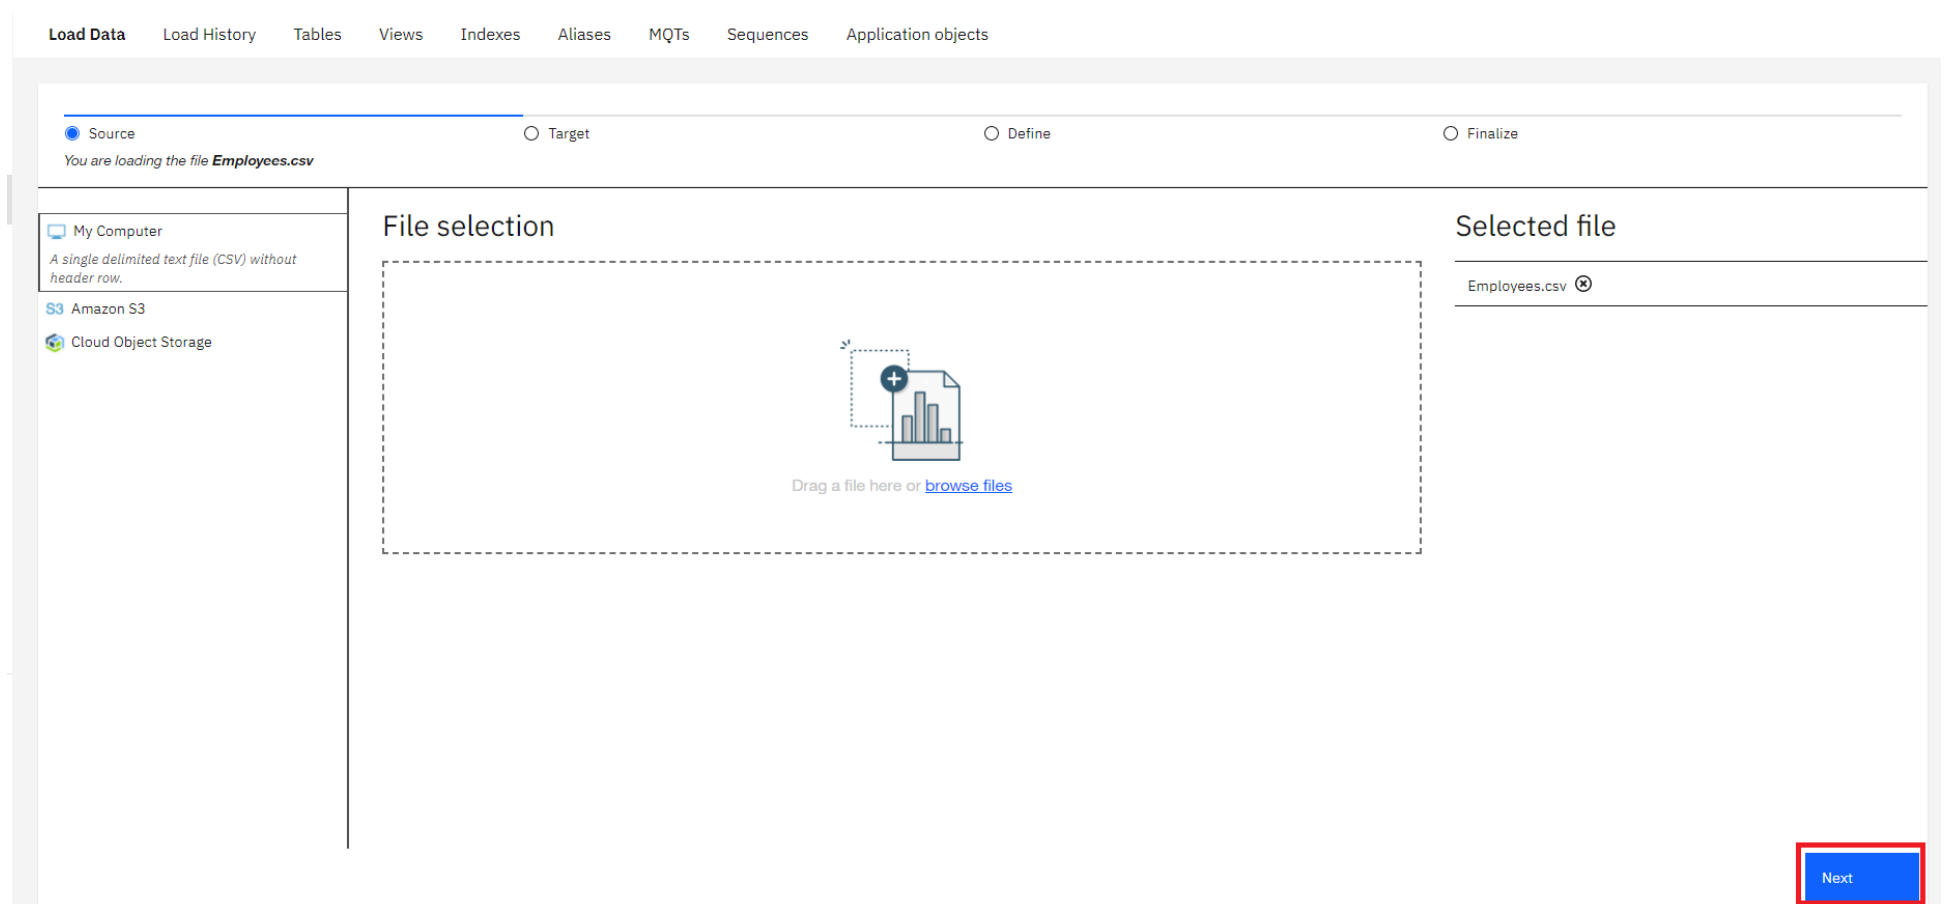 Load Data Load History Tables Views Indexes Aliases MQTs Sequences Application objects
Source Target Define Finalize
You are loading the file Employees.csv
My Computer
A single delimited text file (CSV) without
header row.
S3 Amazon S3
Cloud Object Storage
File selection
Drag a file here or browse files
Selected file
Employees.csv
Next